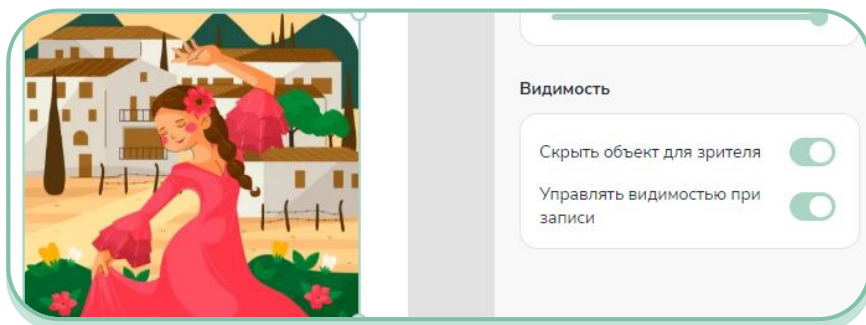 Видимость
Скрыть объект для зрителя
Управлять видимостью при
записи